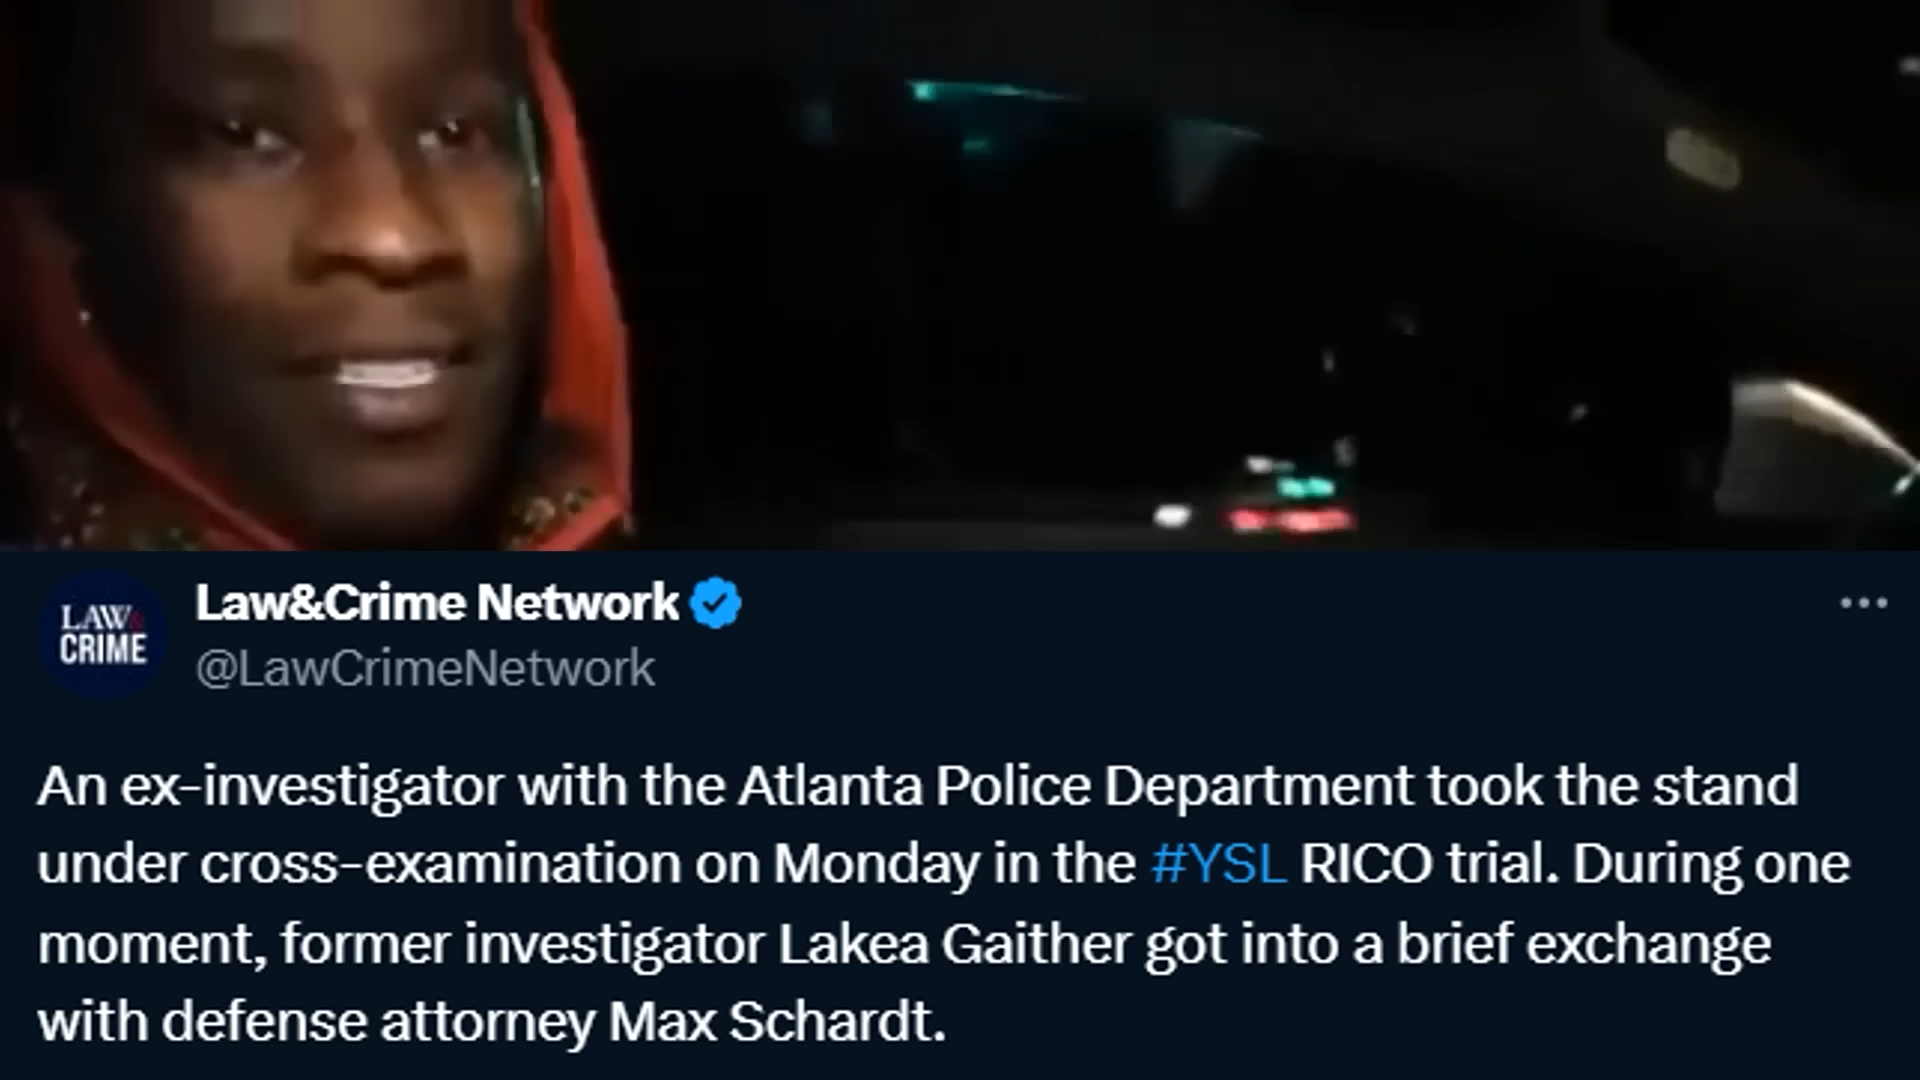 LAW&
CRIME
Law&Crime Network
@LawCrimeNetwork
An ex-investigator with the Atlanta Police Department took the stand
under cross-examination on Monday in the #YSL RICO trial. During one
moment, former investigator Lakea Gaither got into a brief exchange
with defense attorney Max Schardt.